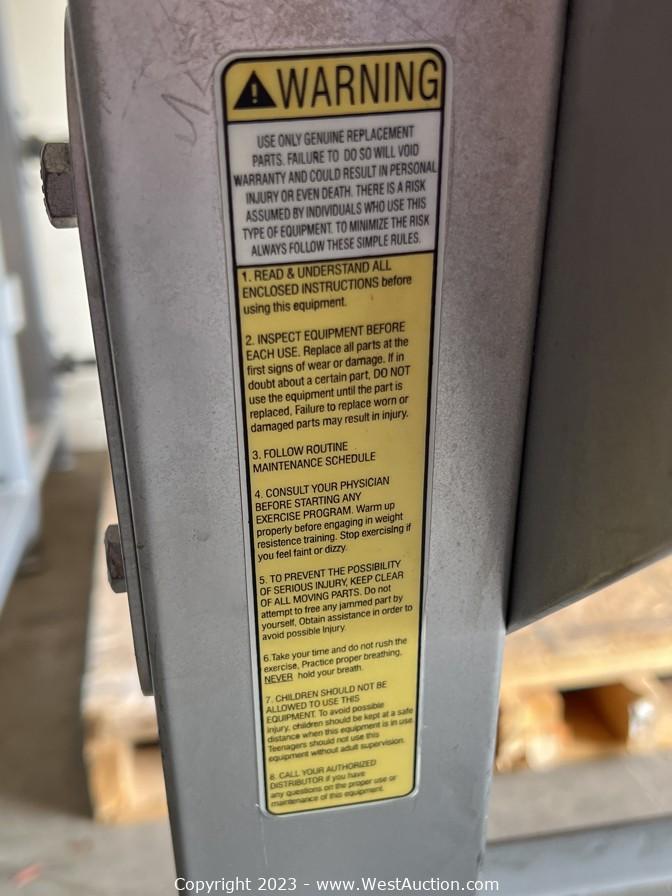 WARNING
USE ONLY GENUINE REPLACEMENT
PARTS. FAILURE TO DO SO WILL VOID
WARRANTY AND COULD RESULT IN PERSONAL
INJURY OR EVEN DEATH. THERE IS A RISK
ASSUMED BY INDIVIDUALS WHO USE THIS
TYPE OF EQUIPMENT. TO MINIMIZE THE RISK
ALWAYS FOLLOW THESE SIMPLE RULES.
1. READ & UNDERSTAND ALL
ENCLOSED INSTRUCTIONS before
using this equipment.
2. INSPECT EQUIPMENT BEFORE
EACH USE. Replace all parts at the
first signs of wear or damage. If in
doubt about a certain part, DO NOT
use the equipment until the part is
replaced, Failure to replace worn or
damaged parts may result in injury.
3. FOLLOW ROUTINE
MAINTENANCE SCHEDULE
4. CONSULT YOUR PHYSICIAN
BEFORE STARTING ANY
EXERCISE PROGRAM. Warm up
properly before engaging in weight
resistence training. Stop exercising if
you feel faint or dizzy.
5. TO PREVENT THE POSSIBILITY
OF SERIOUS INJURY, KEEP CLEAR
OF ALL MOVING PARTS. Do not
attempt to free any jammed part by
yourself, Obtain assistance in order to
avoid possible Injury.
6.Take your time and do not rush the
exercise, Practice proper breathing,
NEVER hold your breath.
7. CHILDREN SHOULD NOT BE
ALLOWED TO USE THIS
EQUIPMENT. To avoid possible
injury, children should be kept at a safe
distance when this equipment is in use.
Teenagers should not use this
equipment without adult supervision.
8. CALL YOUR AUTHORIZED
DISTRIBUTOR if you have
any questions on the proper use or
maintenance of this equipment.
Copyright 2023 - www.WestAuction.com